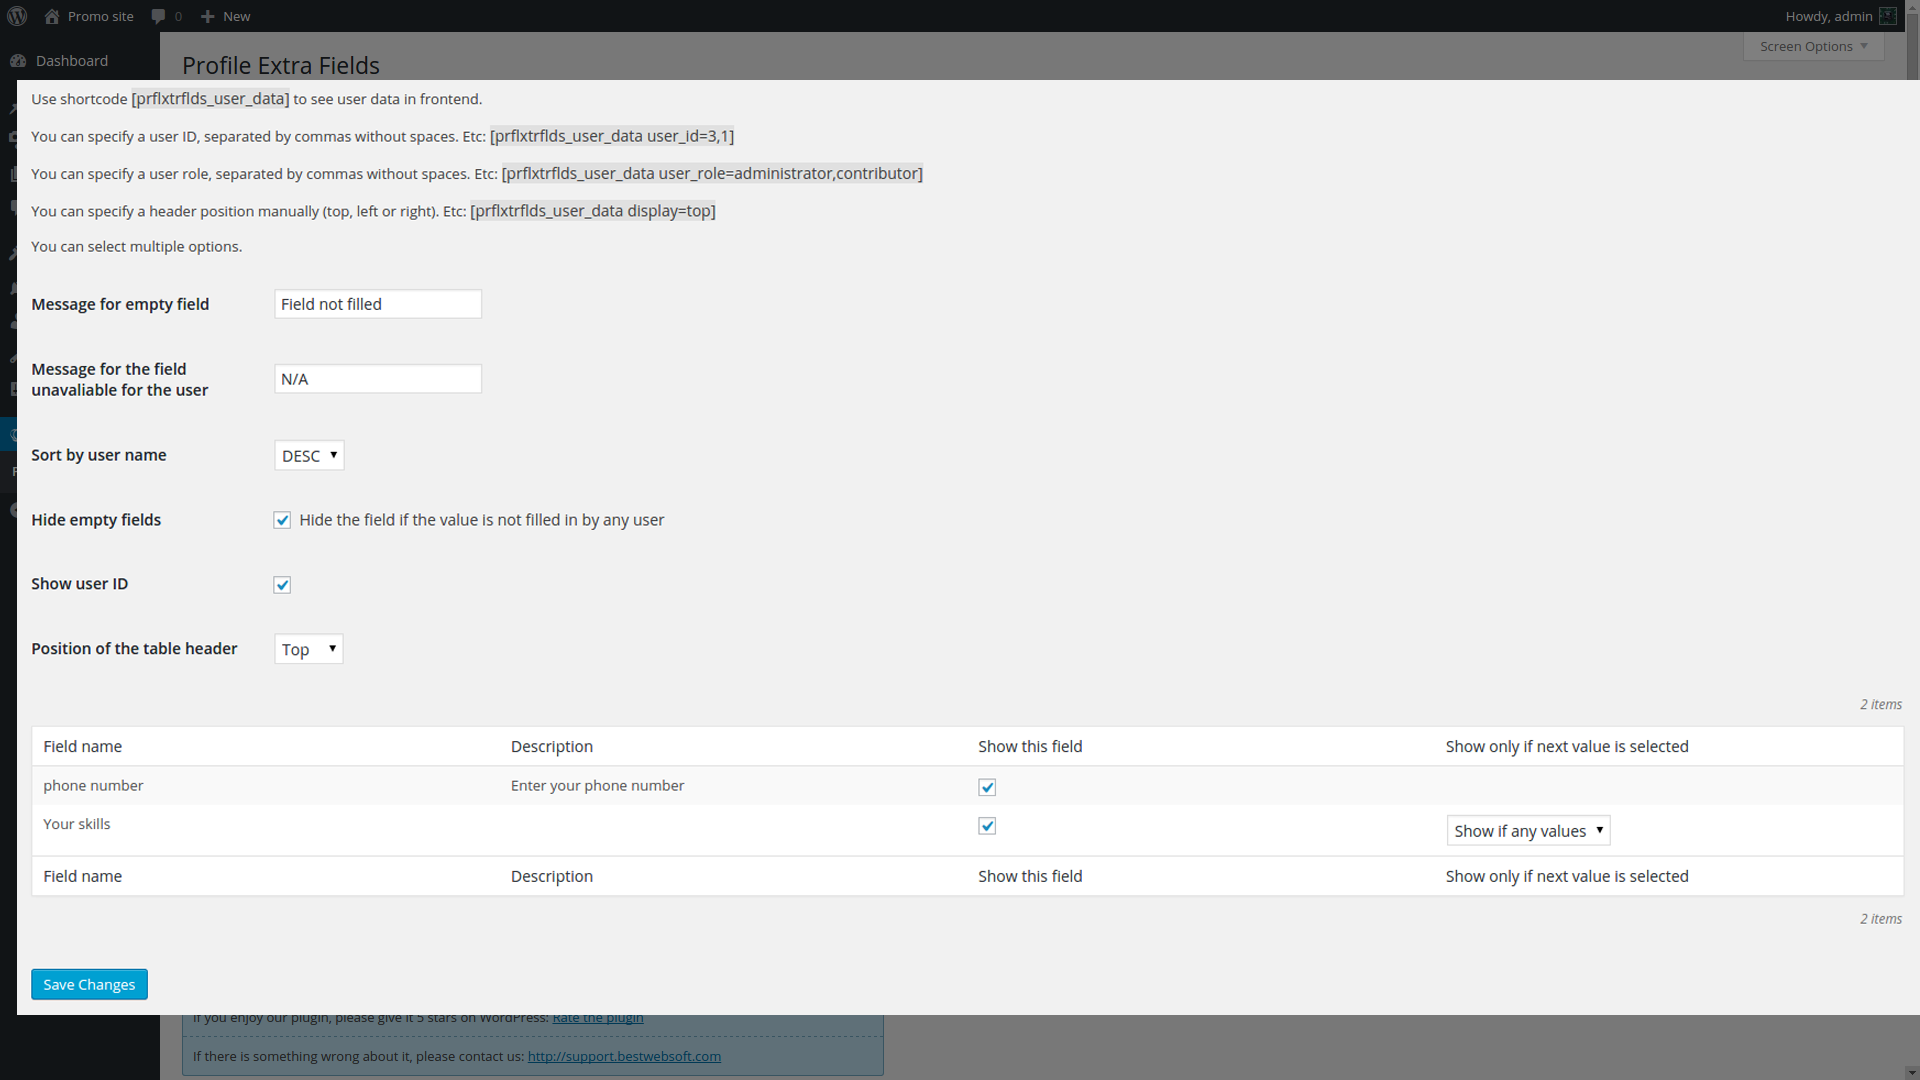 Promo site
0
New
Howdy, admin
Dashboard
Screen Options
Profile Extra Fields
Use shortcode [prflxtrflds_user_data] to see user data in frontend.
You can specify a user ID, separated by commas without spaces. Etc: [prflxtrflds_user_data user_id=3,1]
You can specify a user role, separated by commas without spaces. Etc: [prflxtrflds_user_data user_role=administrator,contributor]
You can specify a header position manually (top, left or right). Etc: [prflxtrflds_user_data display=top]
You can select multiple options.
Message for empty field
Field not filled
Message for the field
unavaliable for the user
N/A
Sort by user name
DESC
Hide empty fields
Hide the field if the value is not filled in by any user
Show user ID
Position of the table header
Top
2 items
Field name
Description
Show this field
Show only if next value is selected
phone number
Enter your phone number
Your skills
Show if any values
Field name
Description
Show this field
Show only if next value is selected
2 items
Save Changes
If you enjoy our plugin, please give it 5 stars on WordPress: Rate the plugin
If there is something wrong about it, please contact us: http://support.bestwebsoft.com